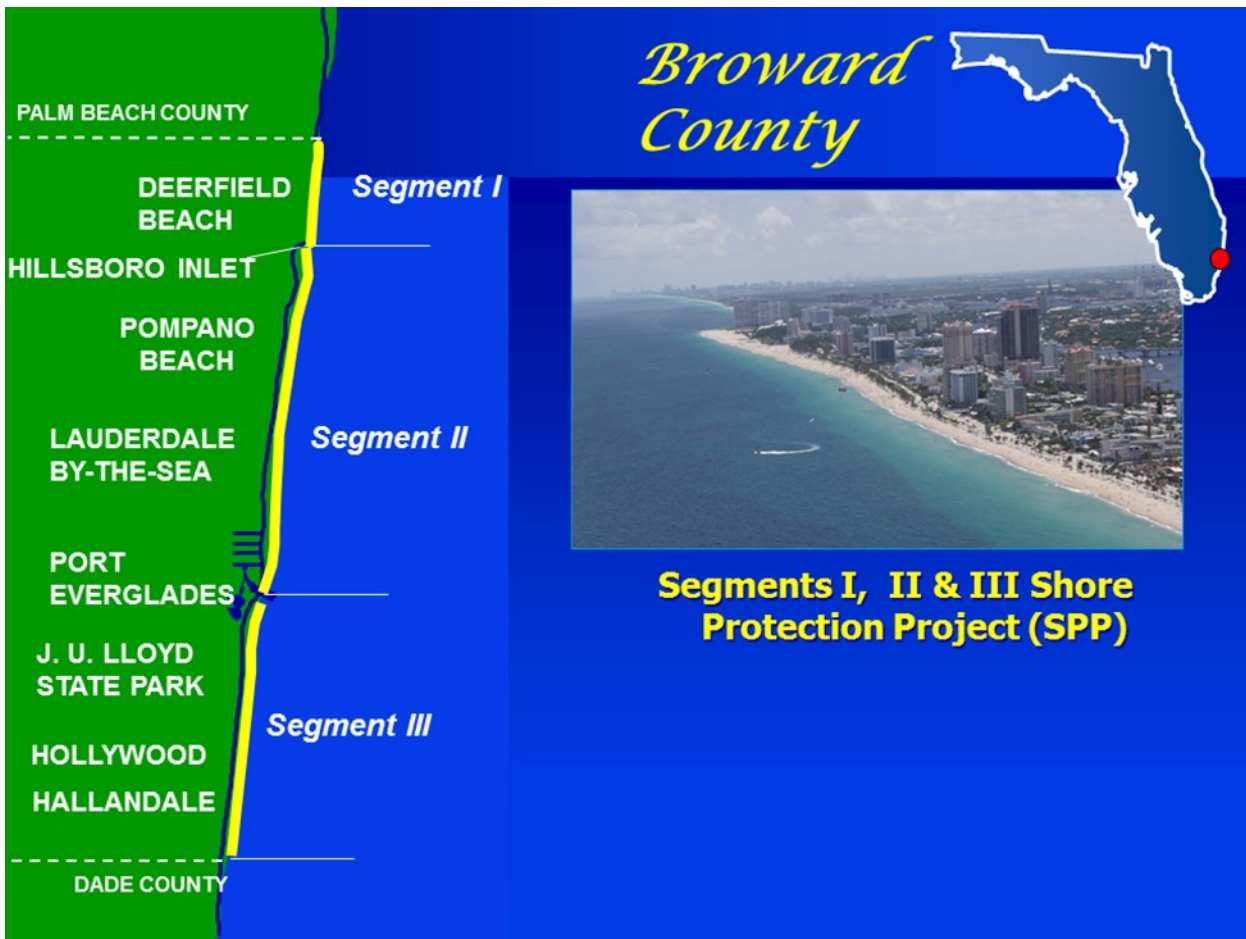 Broward
County
PALM BEACH COUNTY
DEERFIELD
BEACH
Segment I
HILLSBORO INLET
POMPANO
BEACH
LAUDERDALE
BY-THE-SEA
Segment II
PORT
EVERGLADES
J. U. LLOYD
STATE PARK
Segment III
HOLLYWOOD
HALLANDALE
DADE COUNTY
Segments I, II & III Shore
Protection Project (SPP)